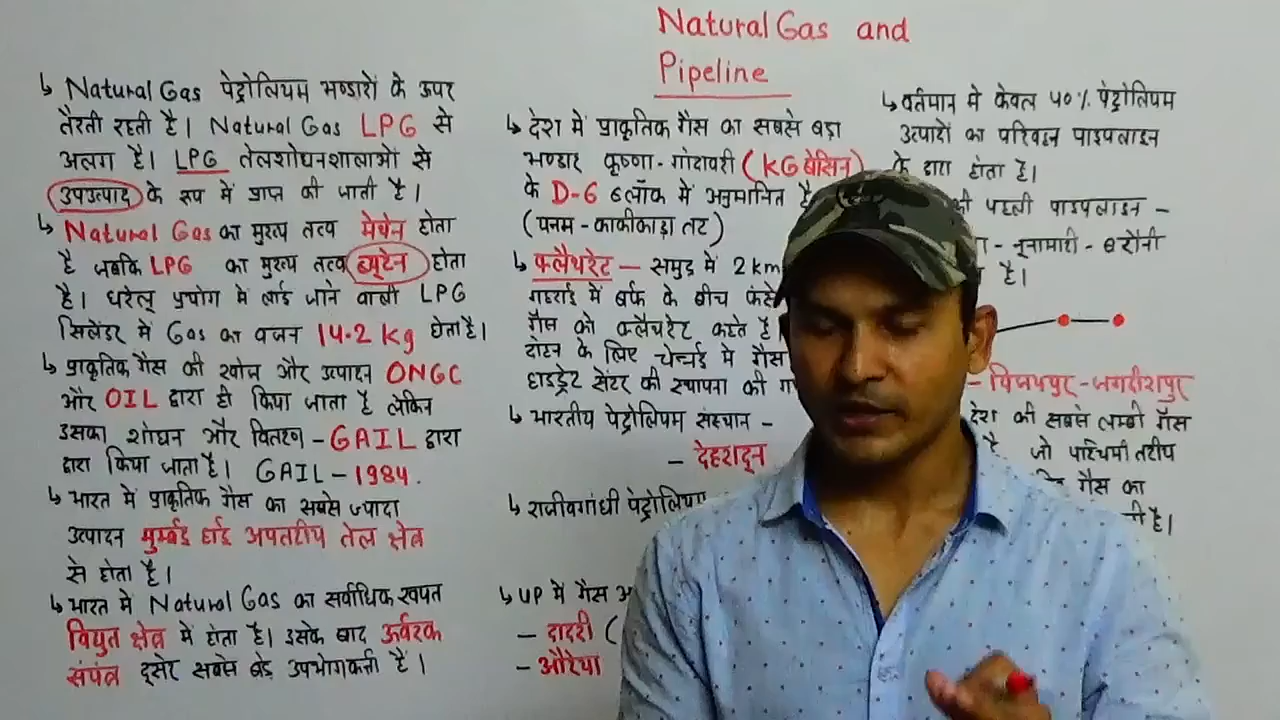 Natural Gas and
Pipeline
↳ Natural Gas पेट्रोलियम भण्डारों के ऊपर
तैरती रहती है। Natural Gas LPG से
अलग है। LPG तेलशोधनशालाओं से
उपउत्पाद के रूप में प्राप्त की जाती है।
↳ Natural Gas का मुख्य तत्व मेथेन होता
है जबकि LPG का मुख्य तत्व ब्यूटेन होता
है। घरेलू प्रयोग में लाई जाने वाली LPG
सिलेंडर में Gas का वजन 14.2 kg होता है।
↳ प्राकृतिक गैस की खोज और उत्पादन ONGC
और OIL द्वारा ही किया जाता है लेकिन
उसका शोधन और वितरण - GAIL द्वारा
द्वारा किया जाता है। GAIL - 1984.
↳ भारत में प्राकृतिक गैस का सबसे ज्यादा
उत्पादन मुम्बई हाई अपतटीय तेल क्षेत्र
से होता है।
↳ भारत में Natural Gas का सर्वाधिक खपत
विद्युत क्षेत्र में होता है। इसके बाद ऊर्वरक
संयंत्र दूसरे सबसे बड़े उपभोगकर्ता है।
↳ देश में प्राकृतिक गैस का सबसे बड़ा
भण्डार कृष्णा - गोदावरी (KG बेसिन)
के D-6 ब्लॉक में अनुमानित है
(यनम - काकीकाड़ा तट)
↳ क्लैथरेट — समुद्र में 2 km
गहराई में बर्फ के बीच फंसे
गैस को क्लैथरेट कहते है
दोहन के लिए चेन्नई में गैस
हाइड्रेट सेंटर की स्थापना की
↳ भारतीय पेट्रोलियम संस्थान -
- देहरादून
↳ राजीवगांधी पेट्रोलियम
↳ UP में गैस
- दादरी (
- औरैया
↳ वर्तमान में केवल 40% पेट्रोलियम
उत्पादों का परिवहन पाइपलाइन
के द्वारा होता है।
पहली पाइपलाइन -
- नूनामाटी - बरौनी
है।
- विजयपुर - जगदीशपुर
देश की सबसे लम्बी गैस
है जो पश्चिमी तटीय
गैस का
है।